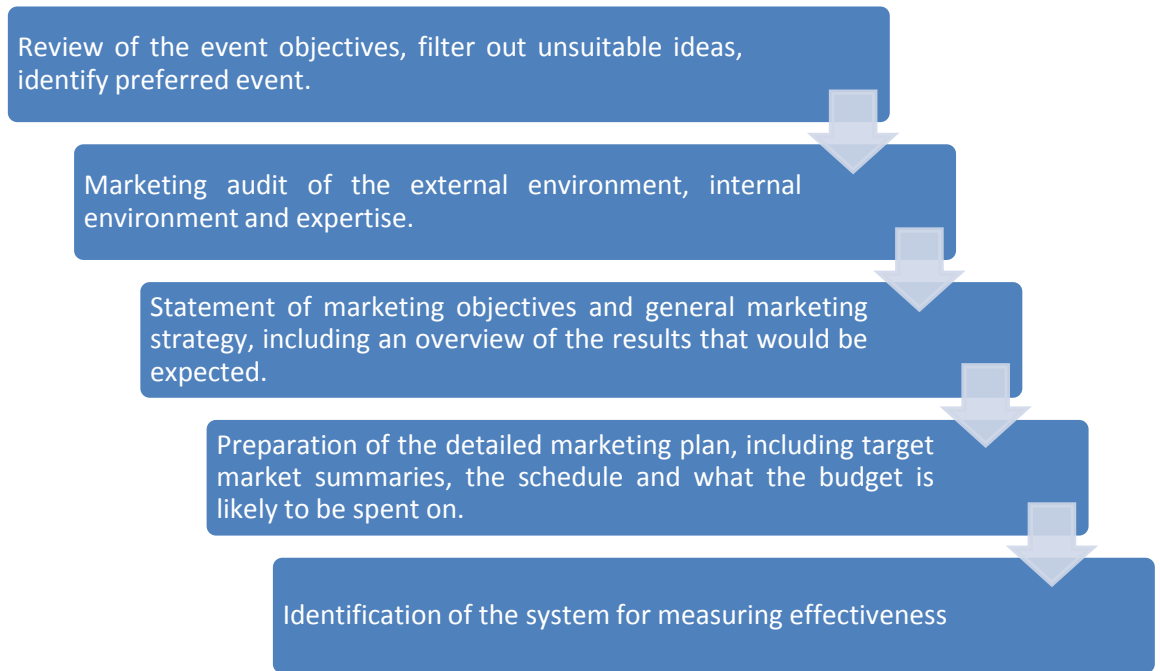 Review of the event objectives, filter out unsuitable ideas,
identify preferred event.
Marketing audit of the external environment, internal
environment and expertise.
Statement of marketing objectives and general marketing
strategy, including an overview of the results that would be
expected.
Preparation of the detailed marketing plan, including target
market summaries, the schedule and what the budget is
likely to be spent on.
Identification of the system for measuring effectiveness